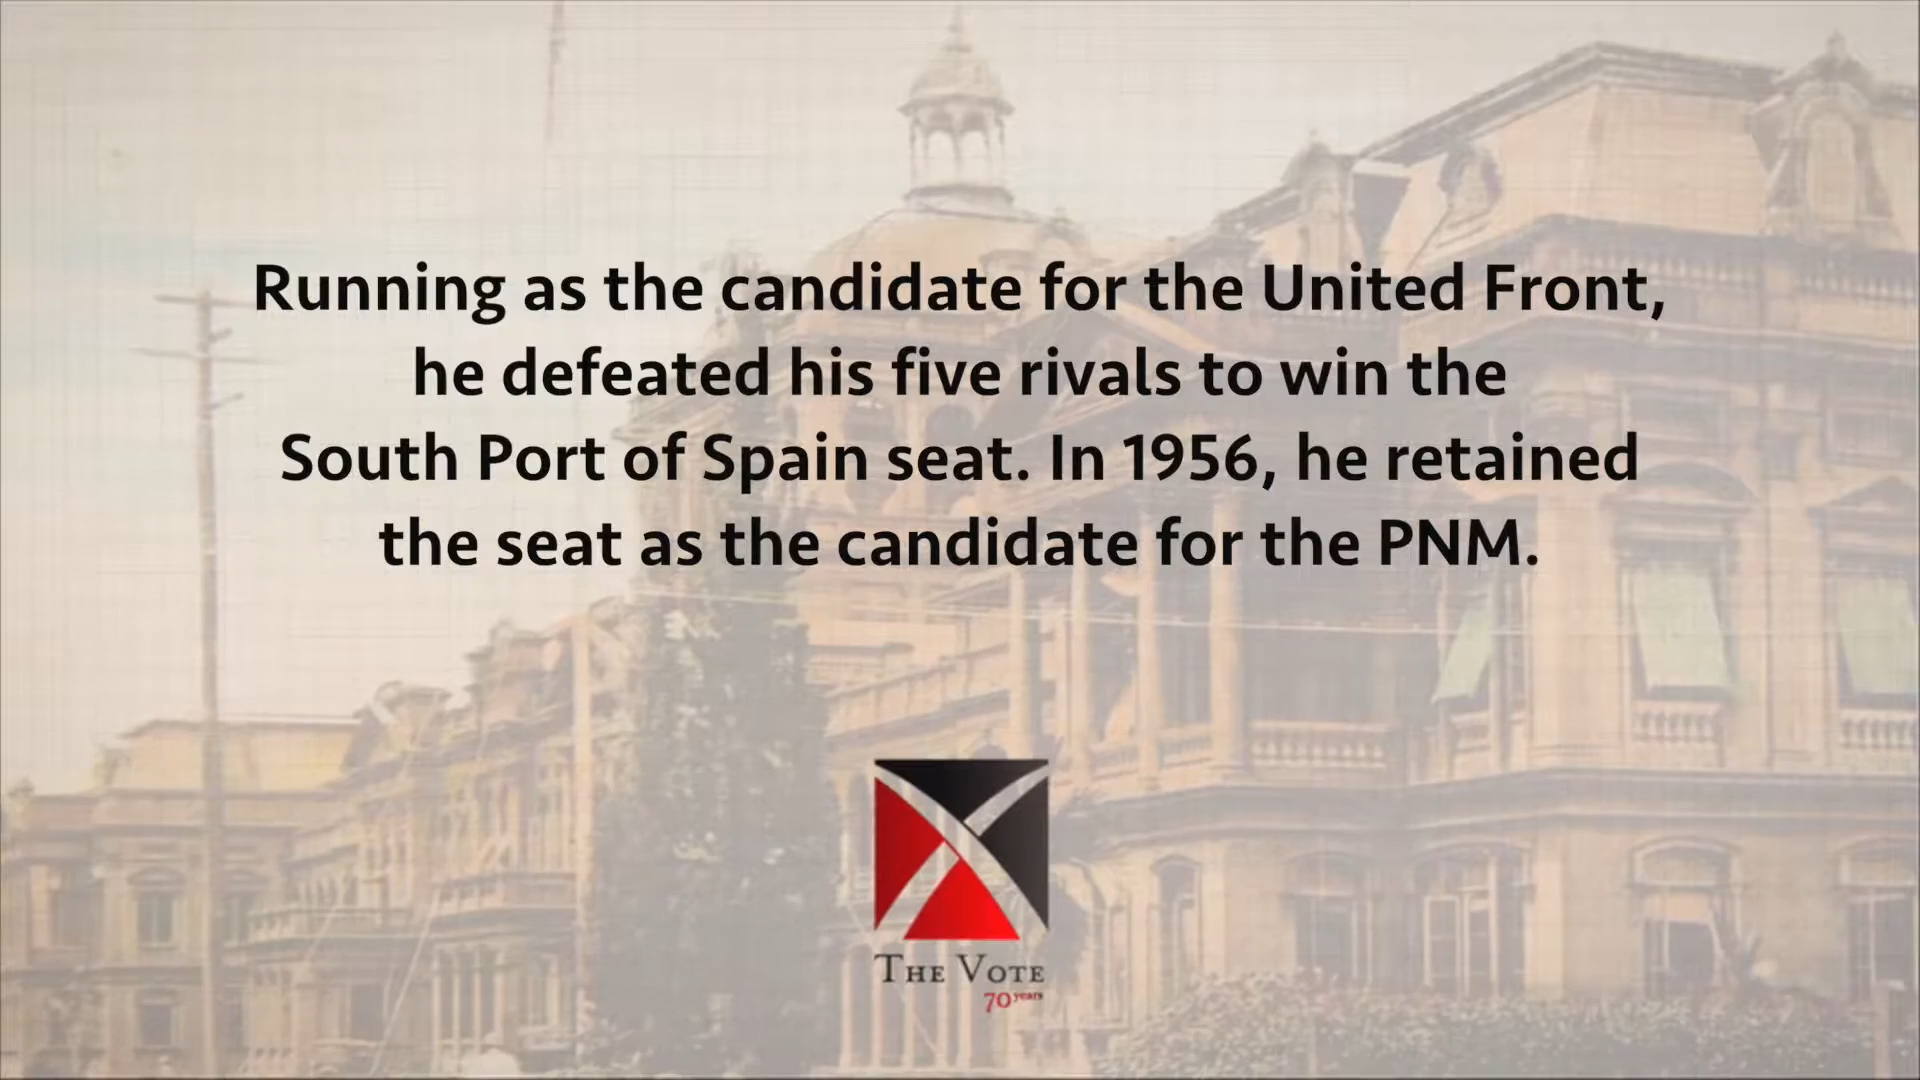 Running as the candidate for the United Front,
he defeated his five rivals to win the
South Port of Spain seat. In 1956, he retained
the seat as the candidate for the PNM.
THE VOTE
70 years